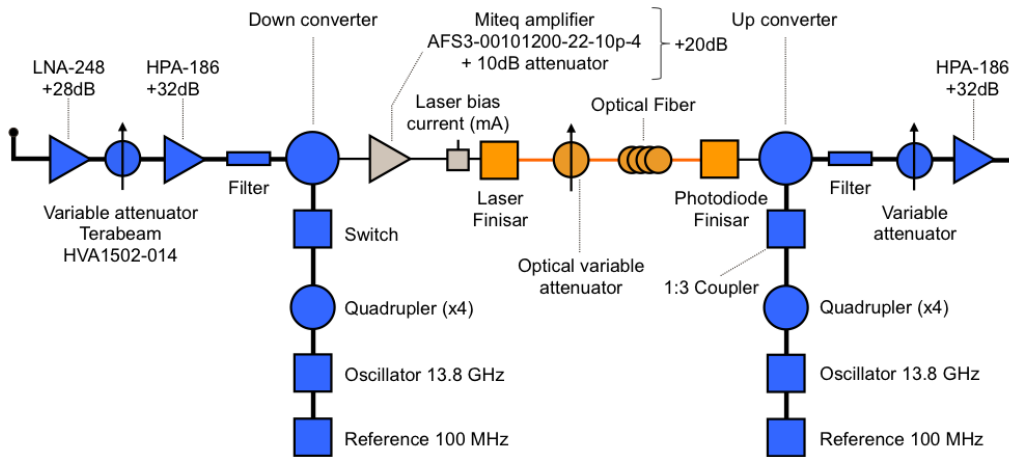 Down converter
Miteq amplifier
AFS3-00101200-22-10p-4
+ 10dB attenuator
+20dB
Up converter
LNA-248
+28dB
HPA-186
+32dB
Laser bias
current (mA)
Optical Fiber
HPA-186
+32dB
Filter
Variable attenuator
Terabeam
HVA1502-014
Laser
Finisar
Photodiode
Finisar
Filter
Variable
attenuator
Switch
Optical variable
attenuator
1:3 Coupler
Quadrupler (x4)
Quadrupler (x4)
Oscillator 13.8 GHz
Oscillator 13.8 GHz
Reference 100 MHz
Reference 100 MHz